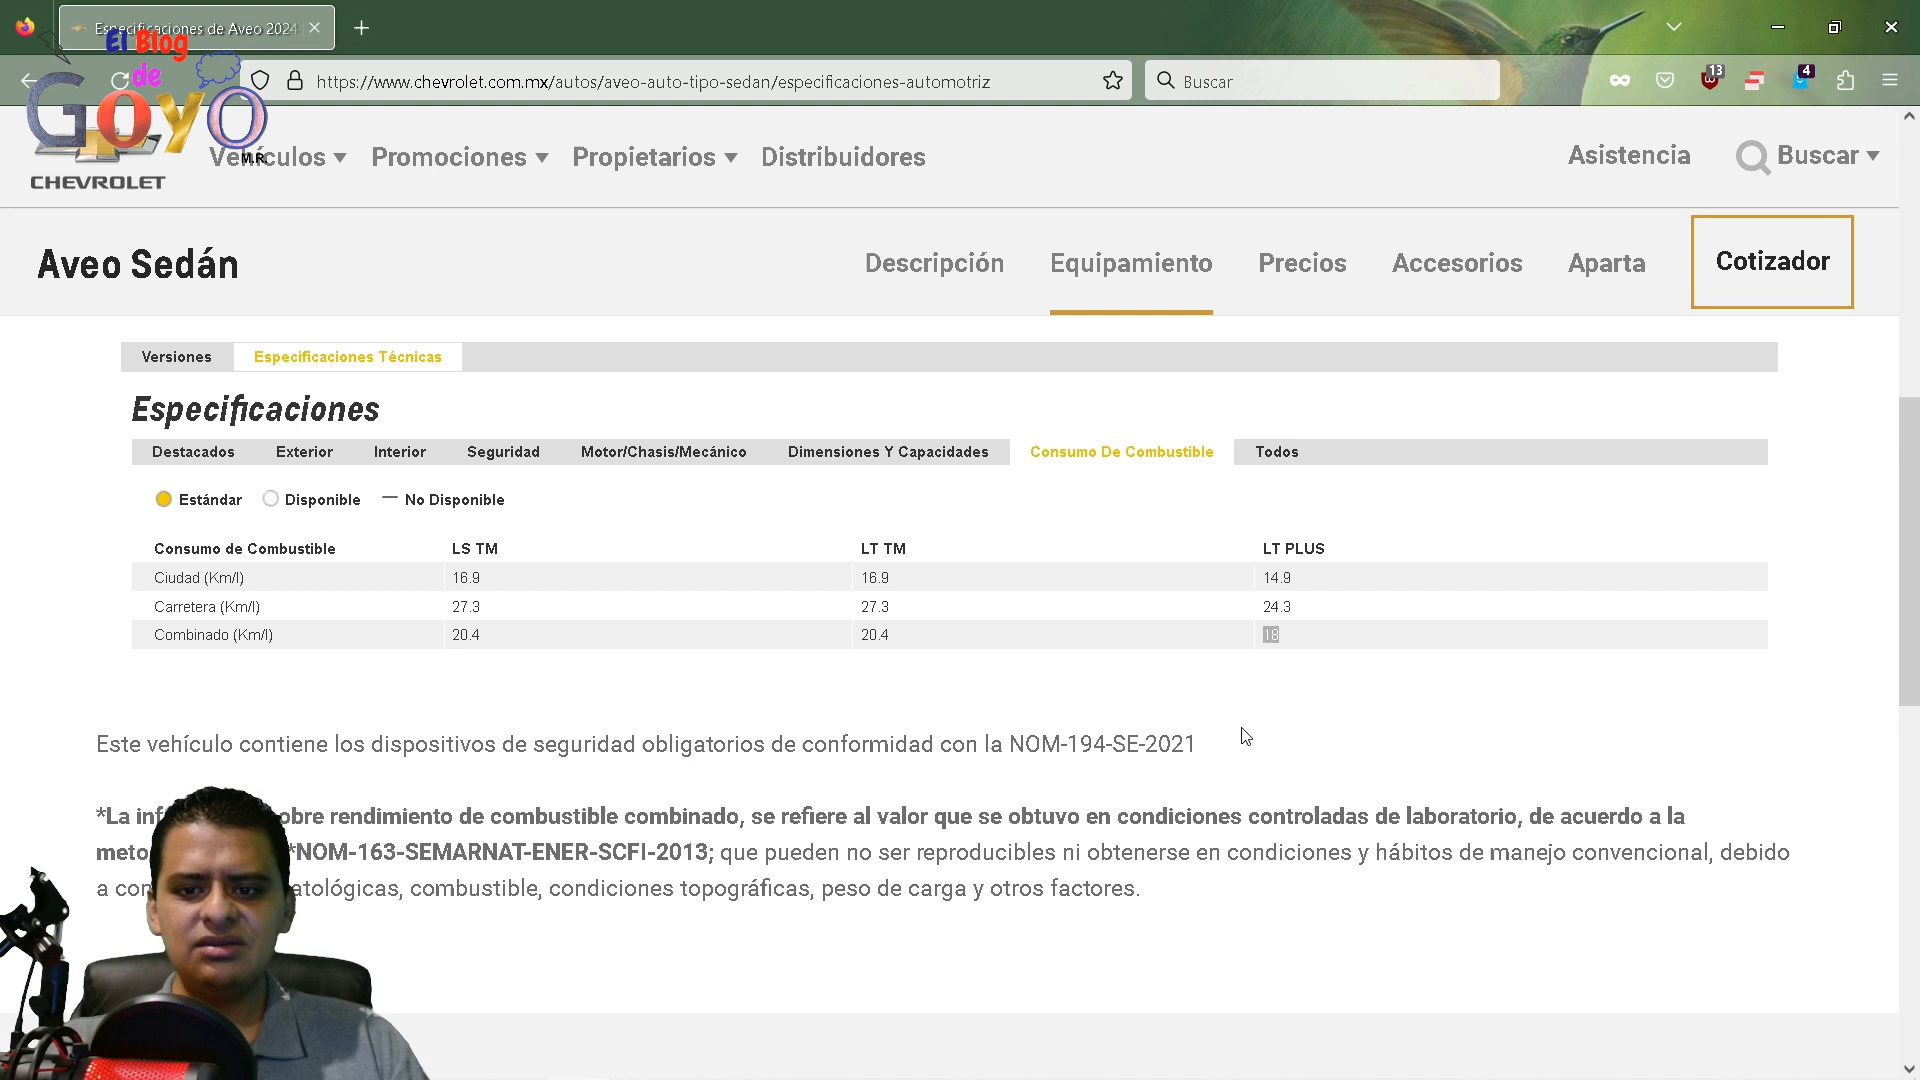 Especificaciones de Aveo 2024
El Blog
de
GOYO
M.R.
https://www.chevrolet.com.mx/autos/aveo-auto-tipo-sedan/especificaciones-automotriz
Buscar
13
4
CHEVROLET
Vehículos
Promociones
Propietarios
Distribuidores
Asistencia
Buscar
Aveo Sedán
Descripción
Equipamiento
Precios
Accesorios
Aparta
Cotizador
Versiones
Especificaciones Técnicas
Especificaciones
Destacados
Exterior
Interior
Seguridad
Motor/Chasis/Mecánico
Dimensiones Y Capacidades
Consumo De Combustible
Todos
Estándar
Disponible
No Disponible
Consumo de Combustible LS TM LT TM LT PLUS
Ciudad (Km/l) 16.9 16.9 14.9
Carretera (Km/l) 27.3 27.3 24.3
Combinado (Km/l) 20.4 20.4 18
Este vehículo contiene los dispositivos de seguridad obligatorios de conformidad con la NOM-194-SE-2021
*La obre rendimiento de combustible combinado, se refiere al valor que se obtuvo en condiciones controladas de laboratorio, de acuerdo a la
*NOM-163-SEMARNAT-ENER-SCFI-2013; que pueden no ser reproducibles ni obtenerse en condiciones y hábitos de manejo convencional, debido
a atológicas, combustible, condiciones topográficas, peso de carga y otros factores.